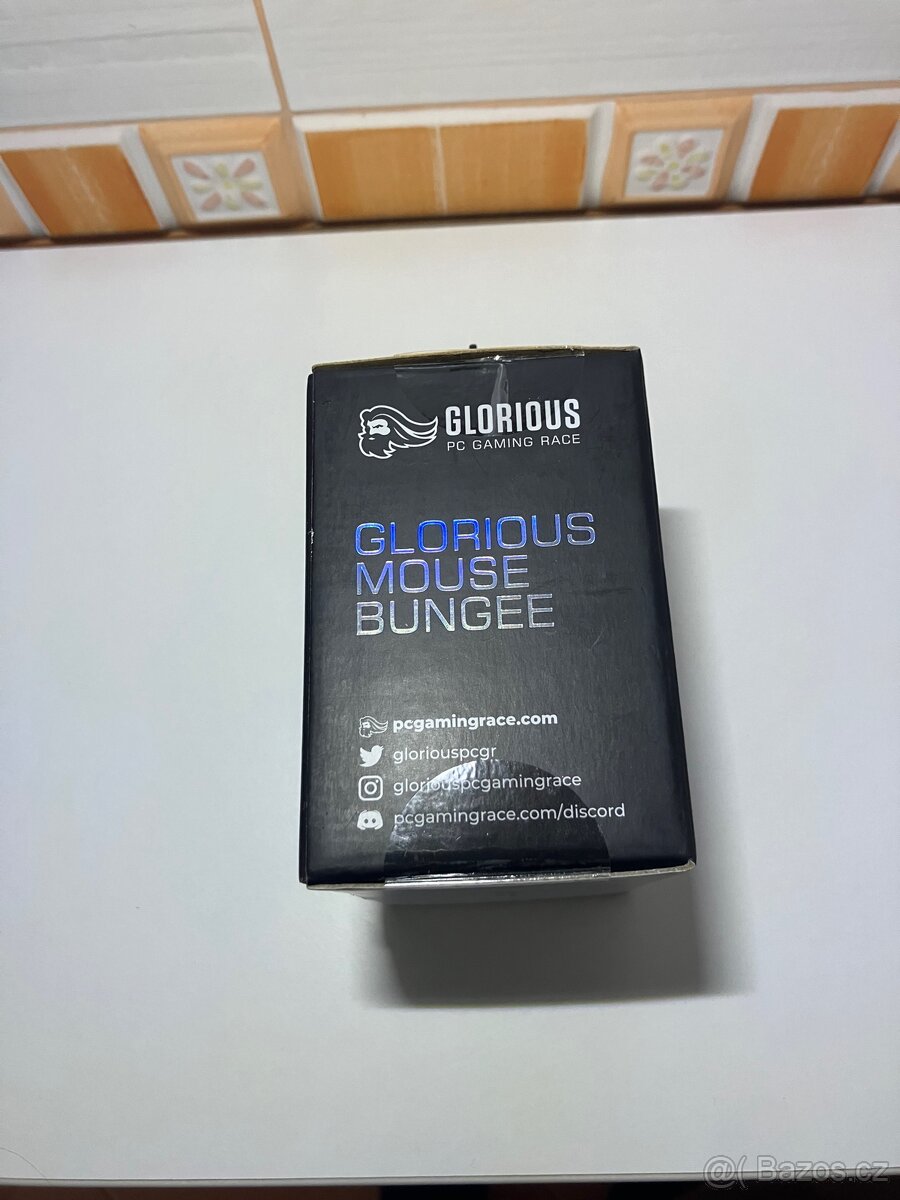 GLORIOUS
PC GAMING RACE
GLORIOUS
MOUSE
BUNGEE
pcgamingrace.com
gloriouspcgr
gloriouspcgamingrace
pcgamingrace.com/discord
@( Bazos.cz